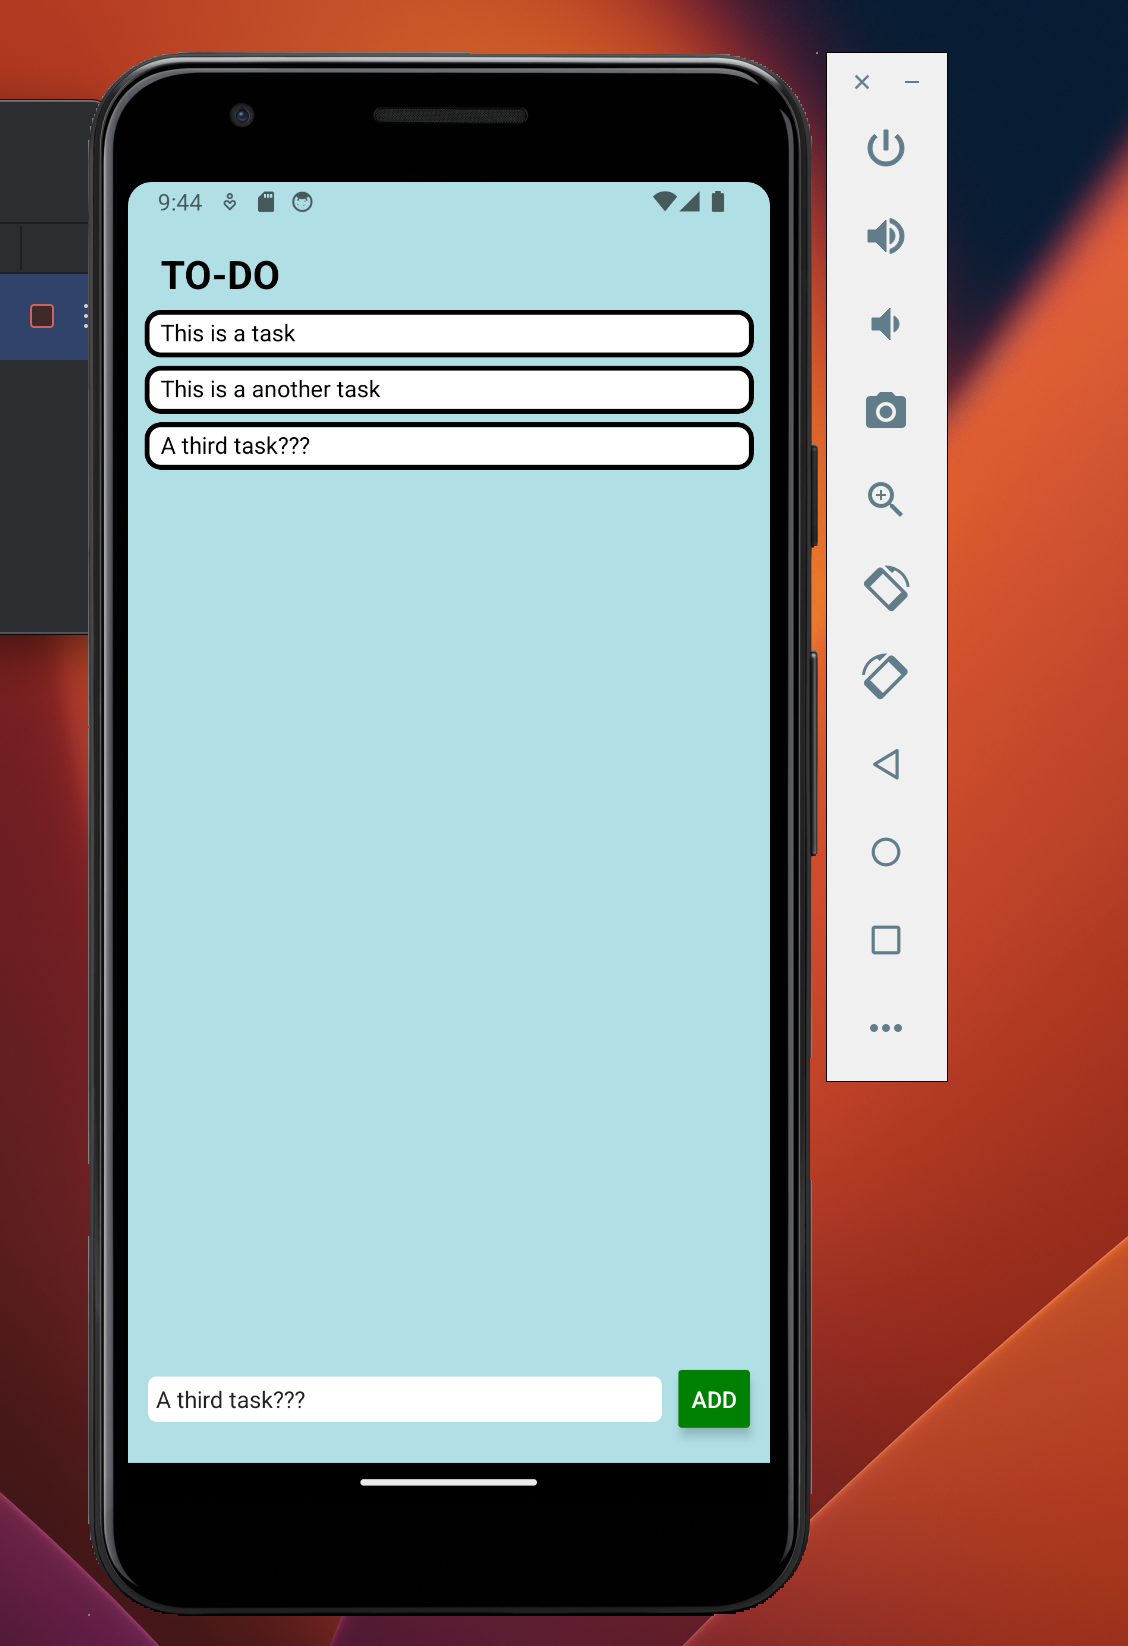 9:44
TO-DO
This is a task
This is a another task
A third task???
A third task???
ADD